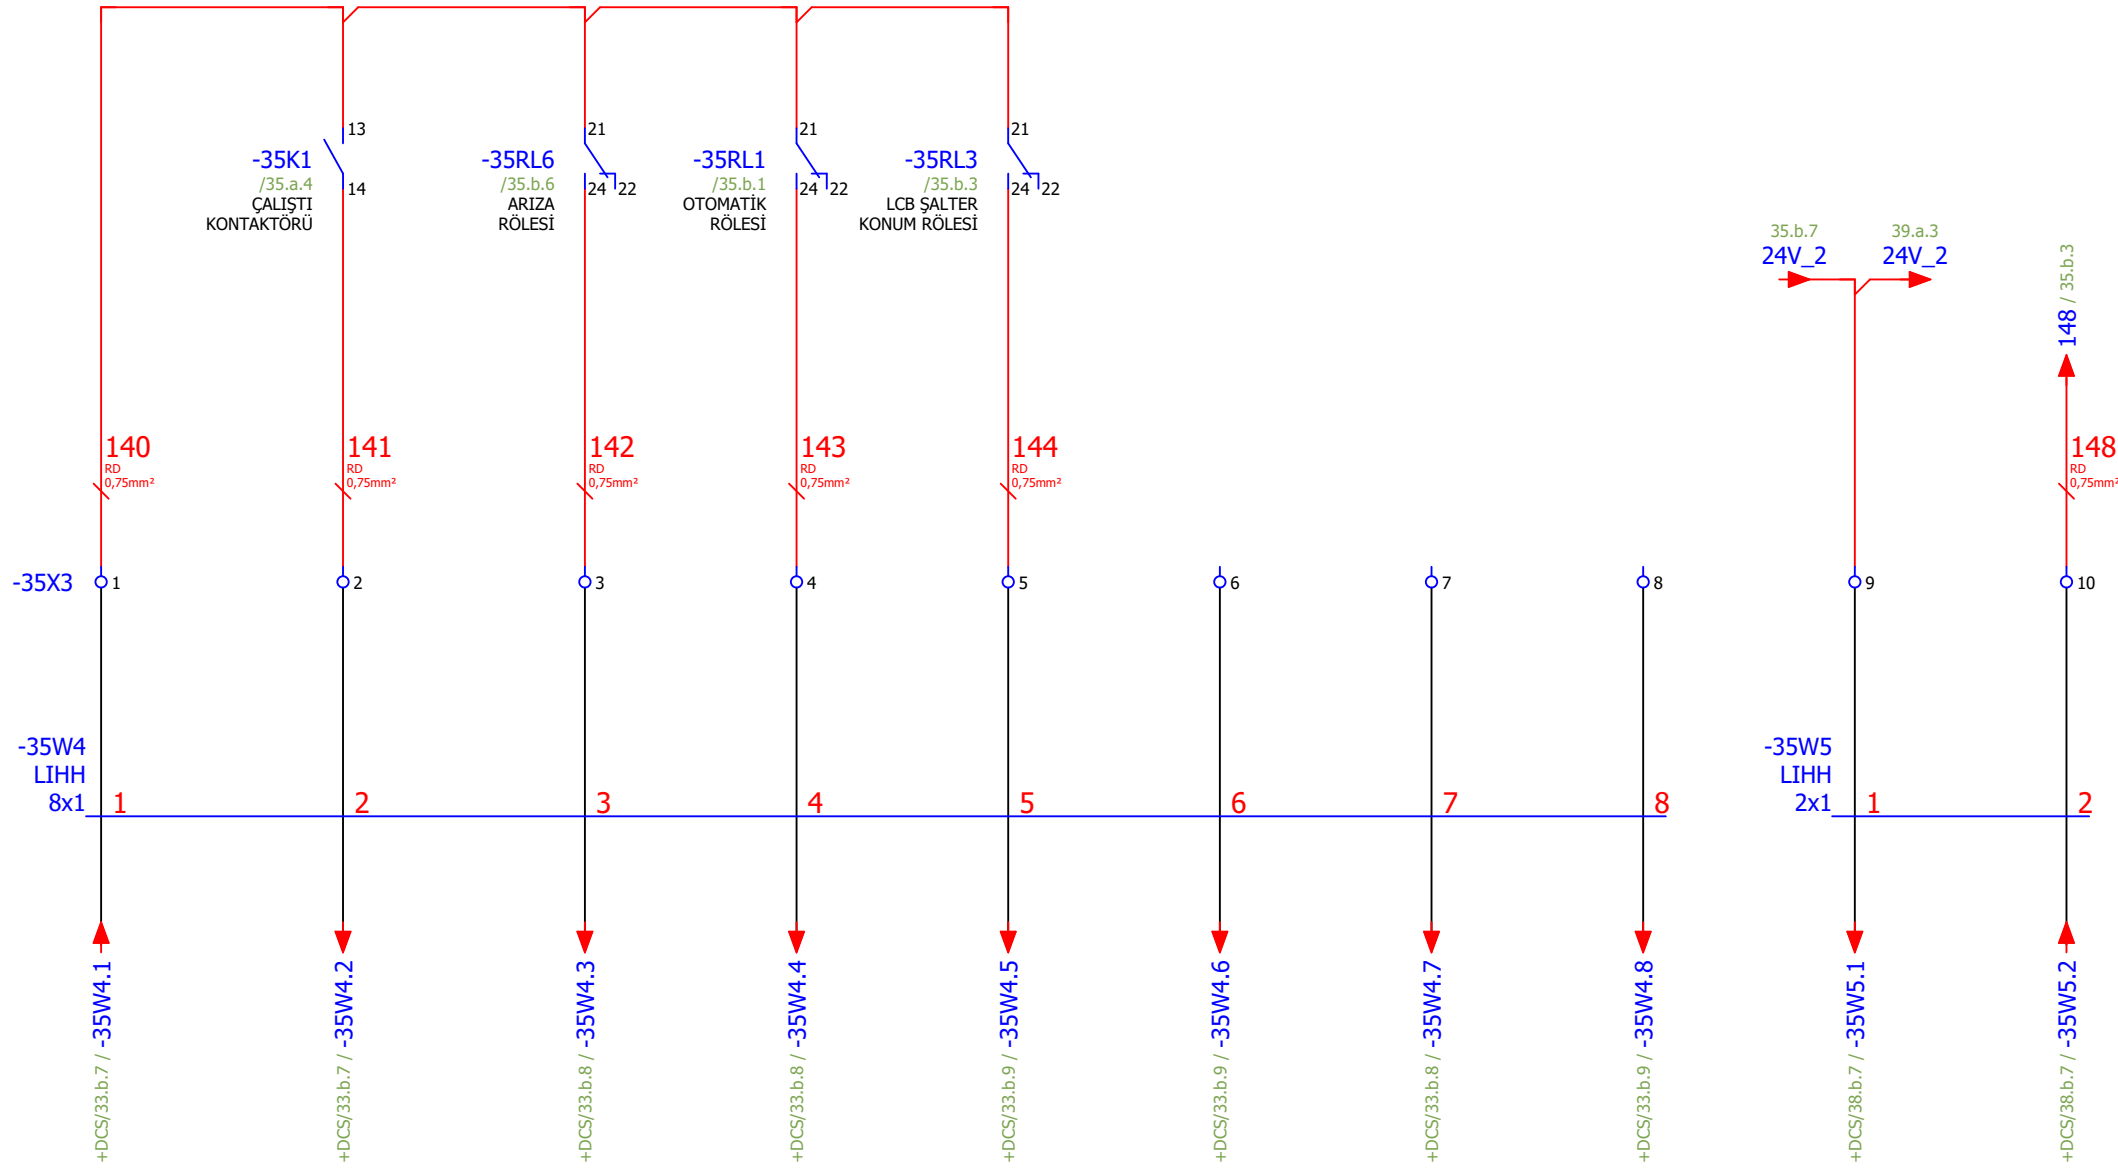 13
21
21
21
-35K1
-35RL6
-35RL1
-35RL3
/35.a.4
/35.b.6
/35.b.1
/35.b.3
14
24 22
24 22
24 22
ÇALIŞTI
KONTAKTÖRÜ
ARIZA
RÖLESİ
OTOMATİK
RÖLESİ
LCB ŞALTER
KONUM RÖLESİ
35.b.7
24V_2
39.a.3
24V_2
148 / 35.b.3
140
RD
0,75mm²
141
RD
0,75mm²
142
RD
0,75mm²
143
RD
0,75mm²
144
RD
0,75mm²
148
RD
0,75mm²
-35X3 1 2 3 4 5 6 7 8 9 10
-35W4
LIHH
8x1
1 2 3 4 5 6 7 8
-35W5
LIHH
2x1
1 2
+DCS/33.b.7 / -35W4.1
+DCS/33.b.7 / -35W4.2
+DCS/33.b.8 / -35W4.3
+DCS/33.b.8 / -35W4.4
+DCS/33.b.9 / -35W4.5
+DCS/33.b.9 / -35W4.6
+DCS/33.b.8 / -35W4.7
+DCS/33.b.9 / -35W4.8
+DCS/38.b.7 / -35W5.1
+DCS/38.b.7 / -35W5.2